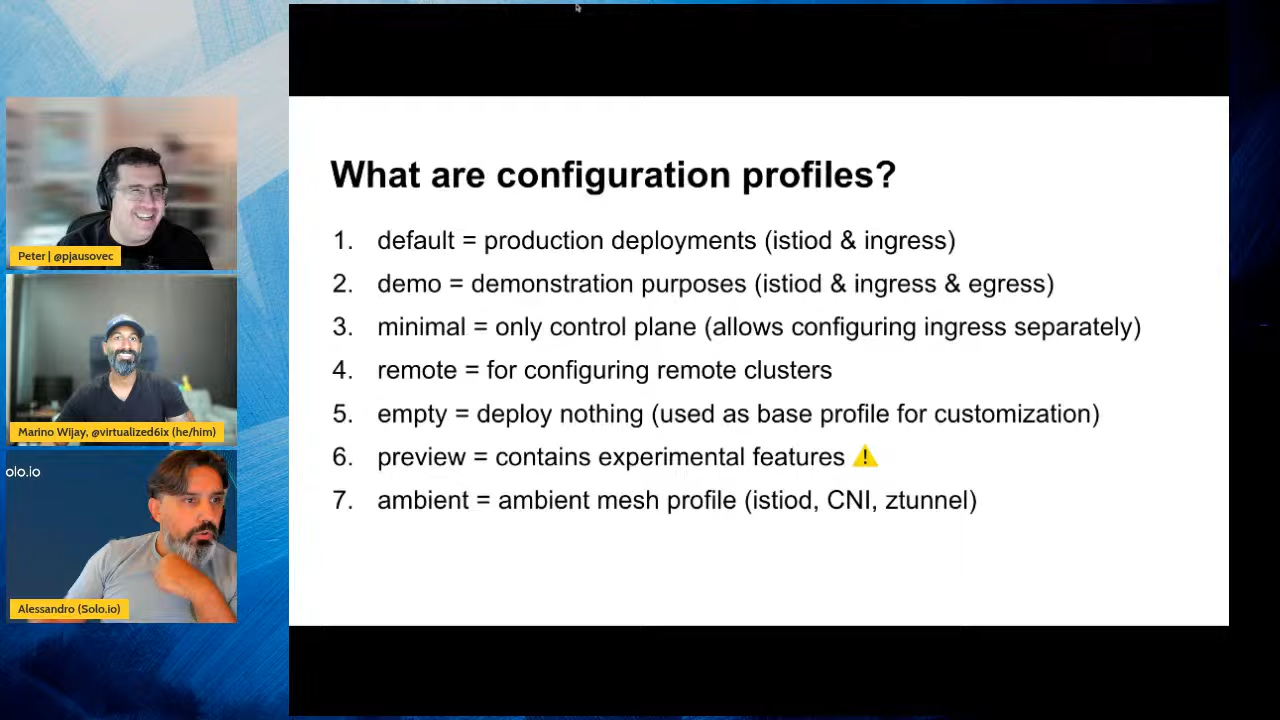 What are configuration profiles?
1. default = production deployments (istiod & ingress)
2. demo = demonstration purposes (istiod & ingress & egress)
3. minimal = only control plane (allows configuring ingress separately)
4. remote = for configuring remote clusters
5. empty = deploy nothing (used as base profile for customization)
6. preview = contains experimental features ⚠
7. ambient = ambient mesh profile (istiod, CNI, ztunnel)
Peter | @pjausovec
Marino Wijay, @virtualized6ix (he/him)
olo.io
Alessandro (Solo.io)